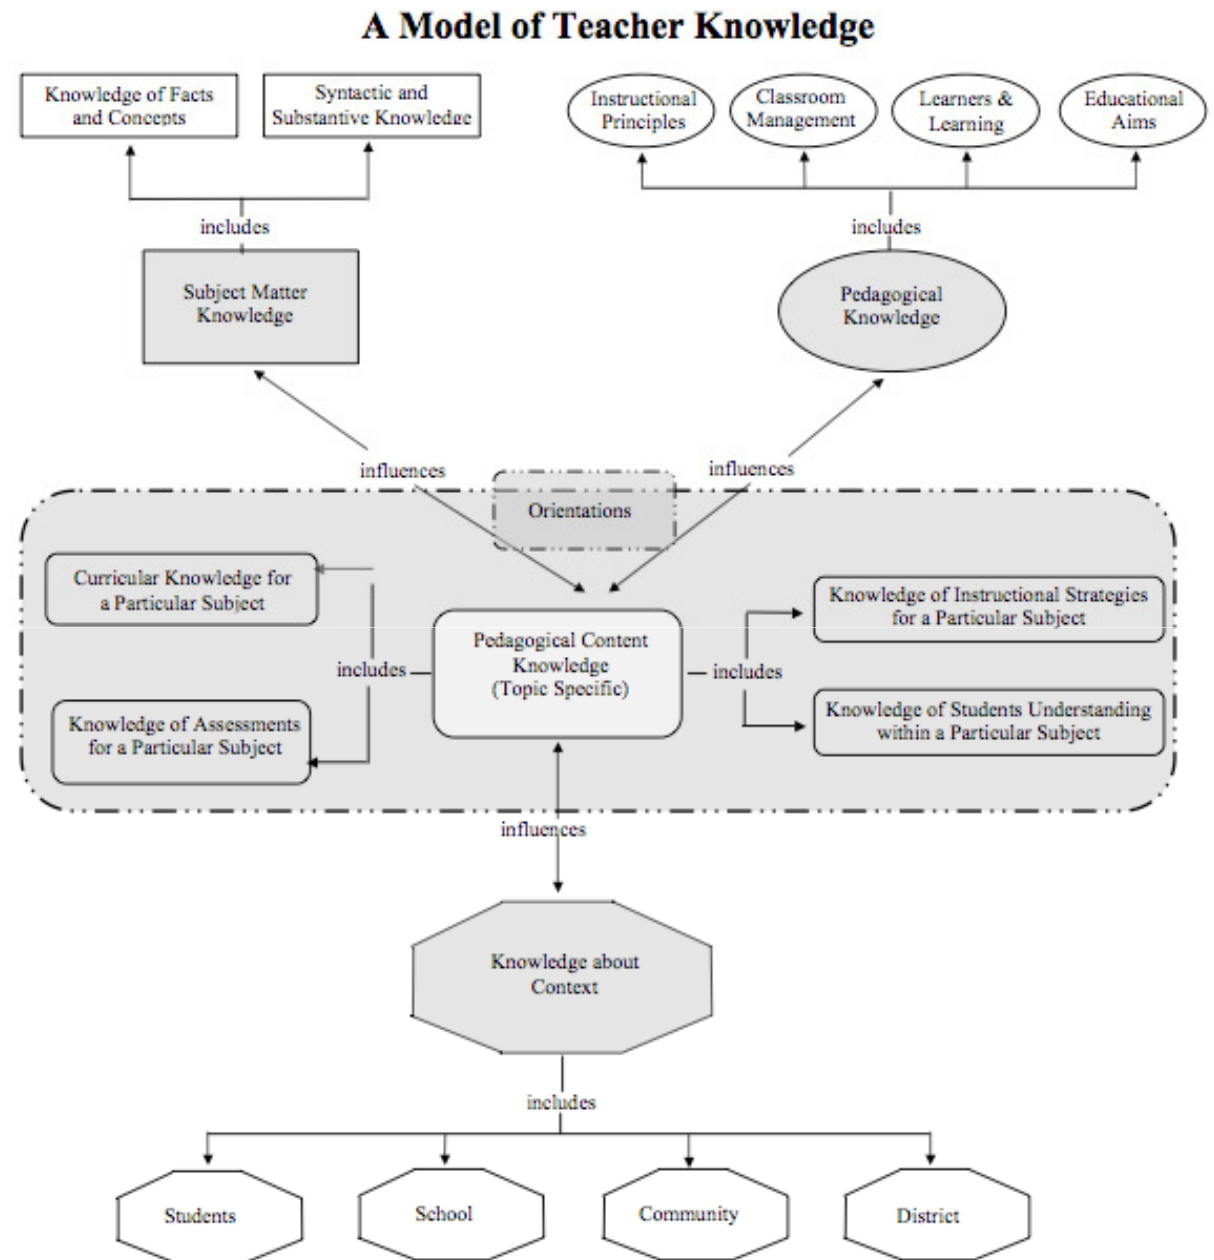 A Model of Teacher Knowledge
Knowledge of Facts
and Concepts
Syntactic and
Substantive Knowledge
Instructional
Principles
Classroom
Management
Learners &
Learning
Educational
Aims
includes
includes
Subject Matter
Knowledge
Pedagogical
Knowledge
influences
influences
Orientations
Curricular Knowledge for
a Particular Subject
Knowledge of Instructional Strategies
for a Particular Subject
Pedagogical Content
Knowledge
(Topic Specific)
includes
includes
Knowledge of Assessments
for a Particular Subject
Knowledge of Students Understanding
within a Particular Subject
influences
Knowledge about
Context
includes
Students
School
Community
District